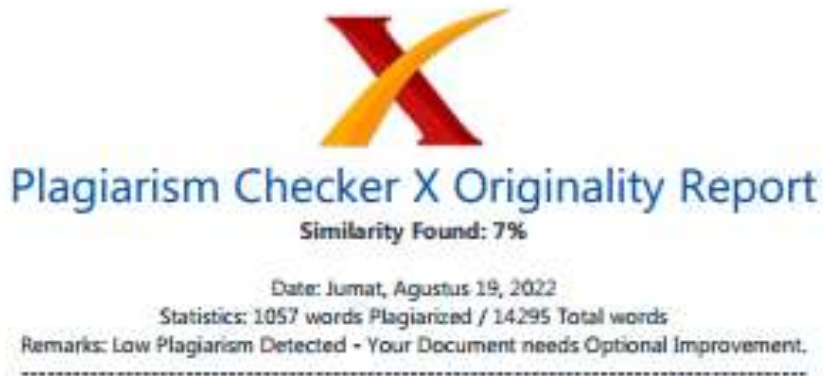 Plagiarism Checker X Originality Report
Similarity Found: 7%
Date: Jumat, Agustus 19, 2022
Statistics: 1057 words Plagiarized / 14295 Total words
Remarks: Low Plagiarism Detected - Your Document needs Optional Improvement.
-------------------------------------------------------------------------------------------